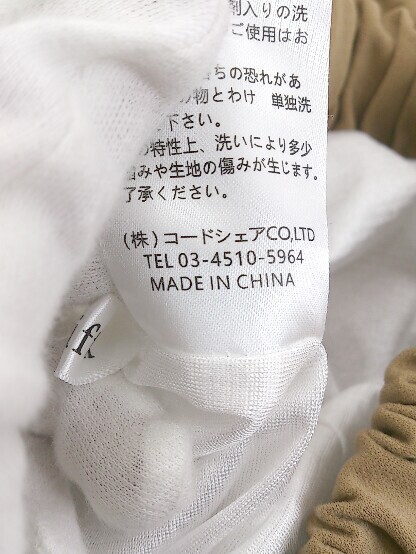 剤入りの洗
ご使用はお
ちの恐れがあ
物とわけ 単独洗
下さい。
の特性上、洗いにより多少
みや生地の傷みが生じます。
了承ください。
(株)コードシェアCO,LTD
TEL 03-4510-5964
MADE IN CHINA